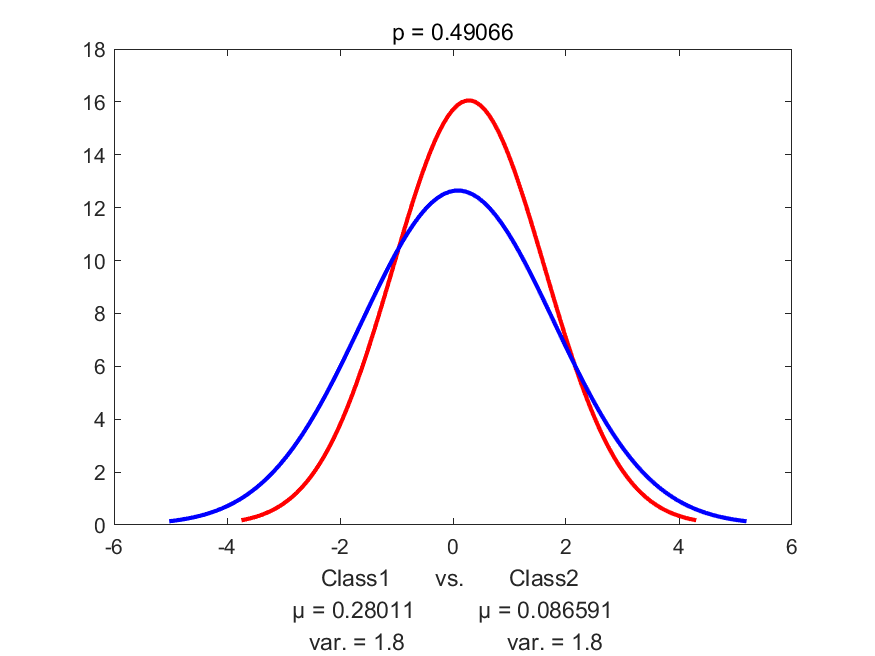 p = 0.49066
18
16
14
12
10
8
6
4
2
0
-6 -4 -2 0 2 4 6
Class1 vs. Class2
μ = 0.28011 μ = 0.086591
var. = 1.8 var. = 1.8